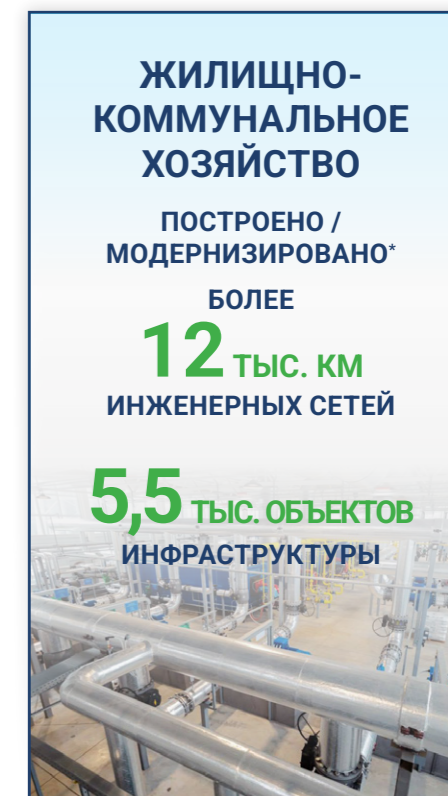 ЖИЛИЩНО-
КОММУНАЛЬНОЕ
ХОЗЯЙСТВО
ПОСТРОЕНО /
МОДЕРНИЗИРОВАНО*
БОЛЕЕ
12 ТЫС. КМ
ИНЖЕНЕРНЫХ СЕТЕЙ
5,5 ТЫС. ОБЪЕКТОВ
ИНФРАСТРУКТУРЫ